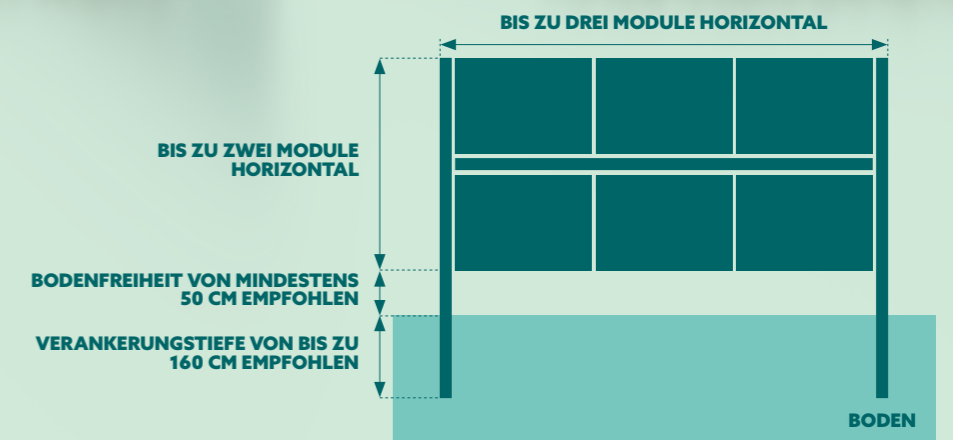 BIS ZU DREI MODULE HORIZONTAL
BIS ZU ZWEI MODULE
HORIZONTAL
BODENFREIHEIT VON MINDESTENS
50 CM EMPFOHLEN
VERANKERUNGSTIEFE VON BIS ZU
160 CM EMPFOHLEN
BODEN